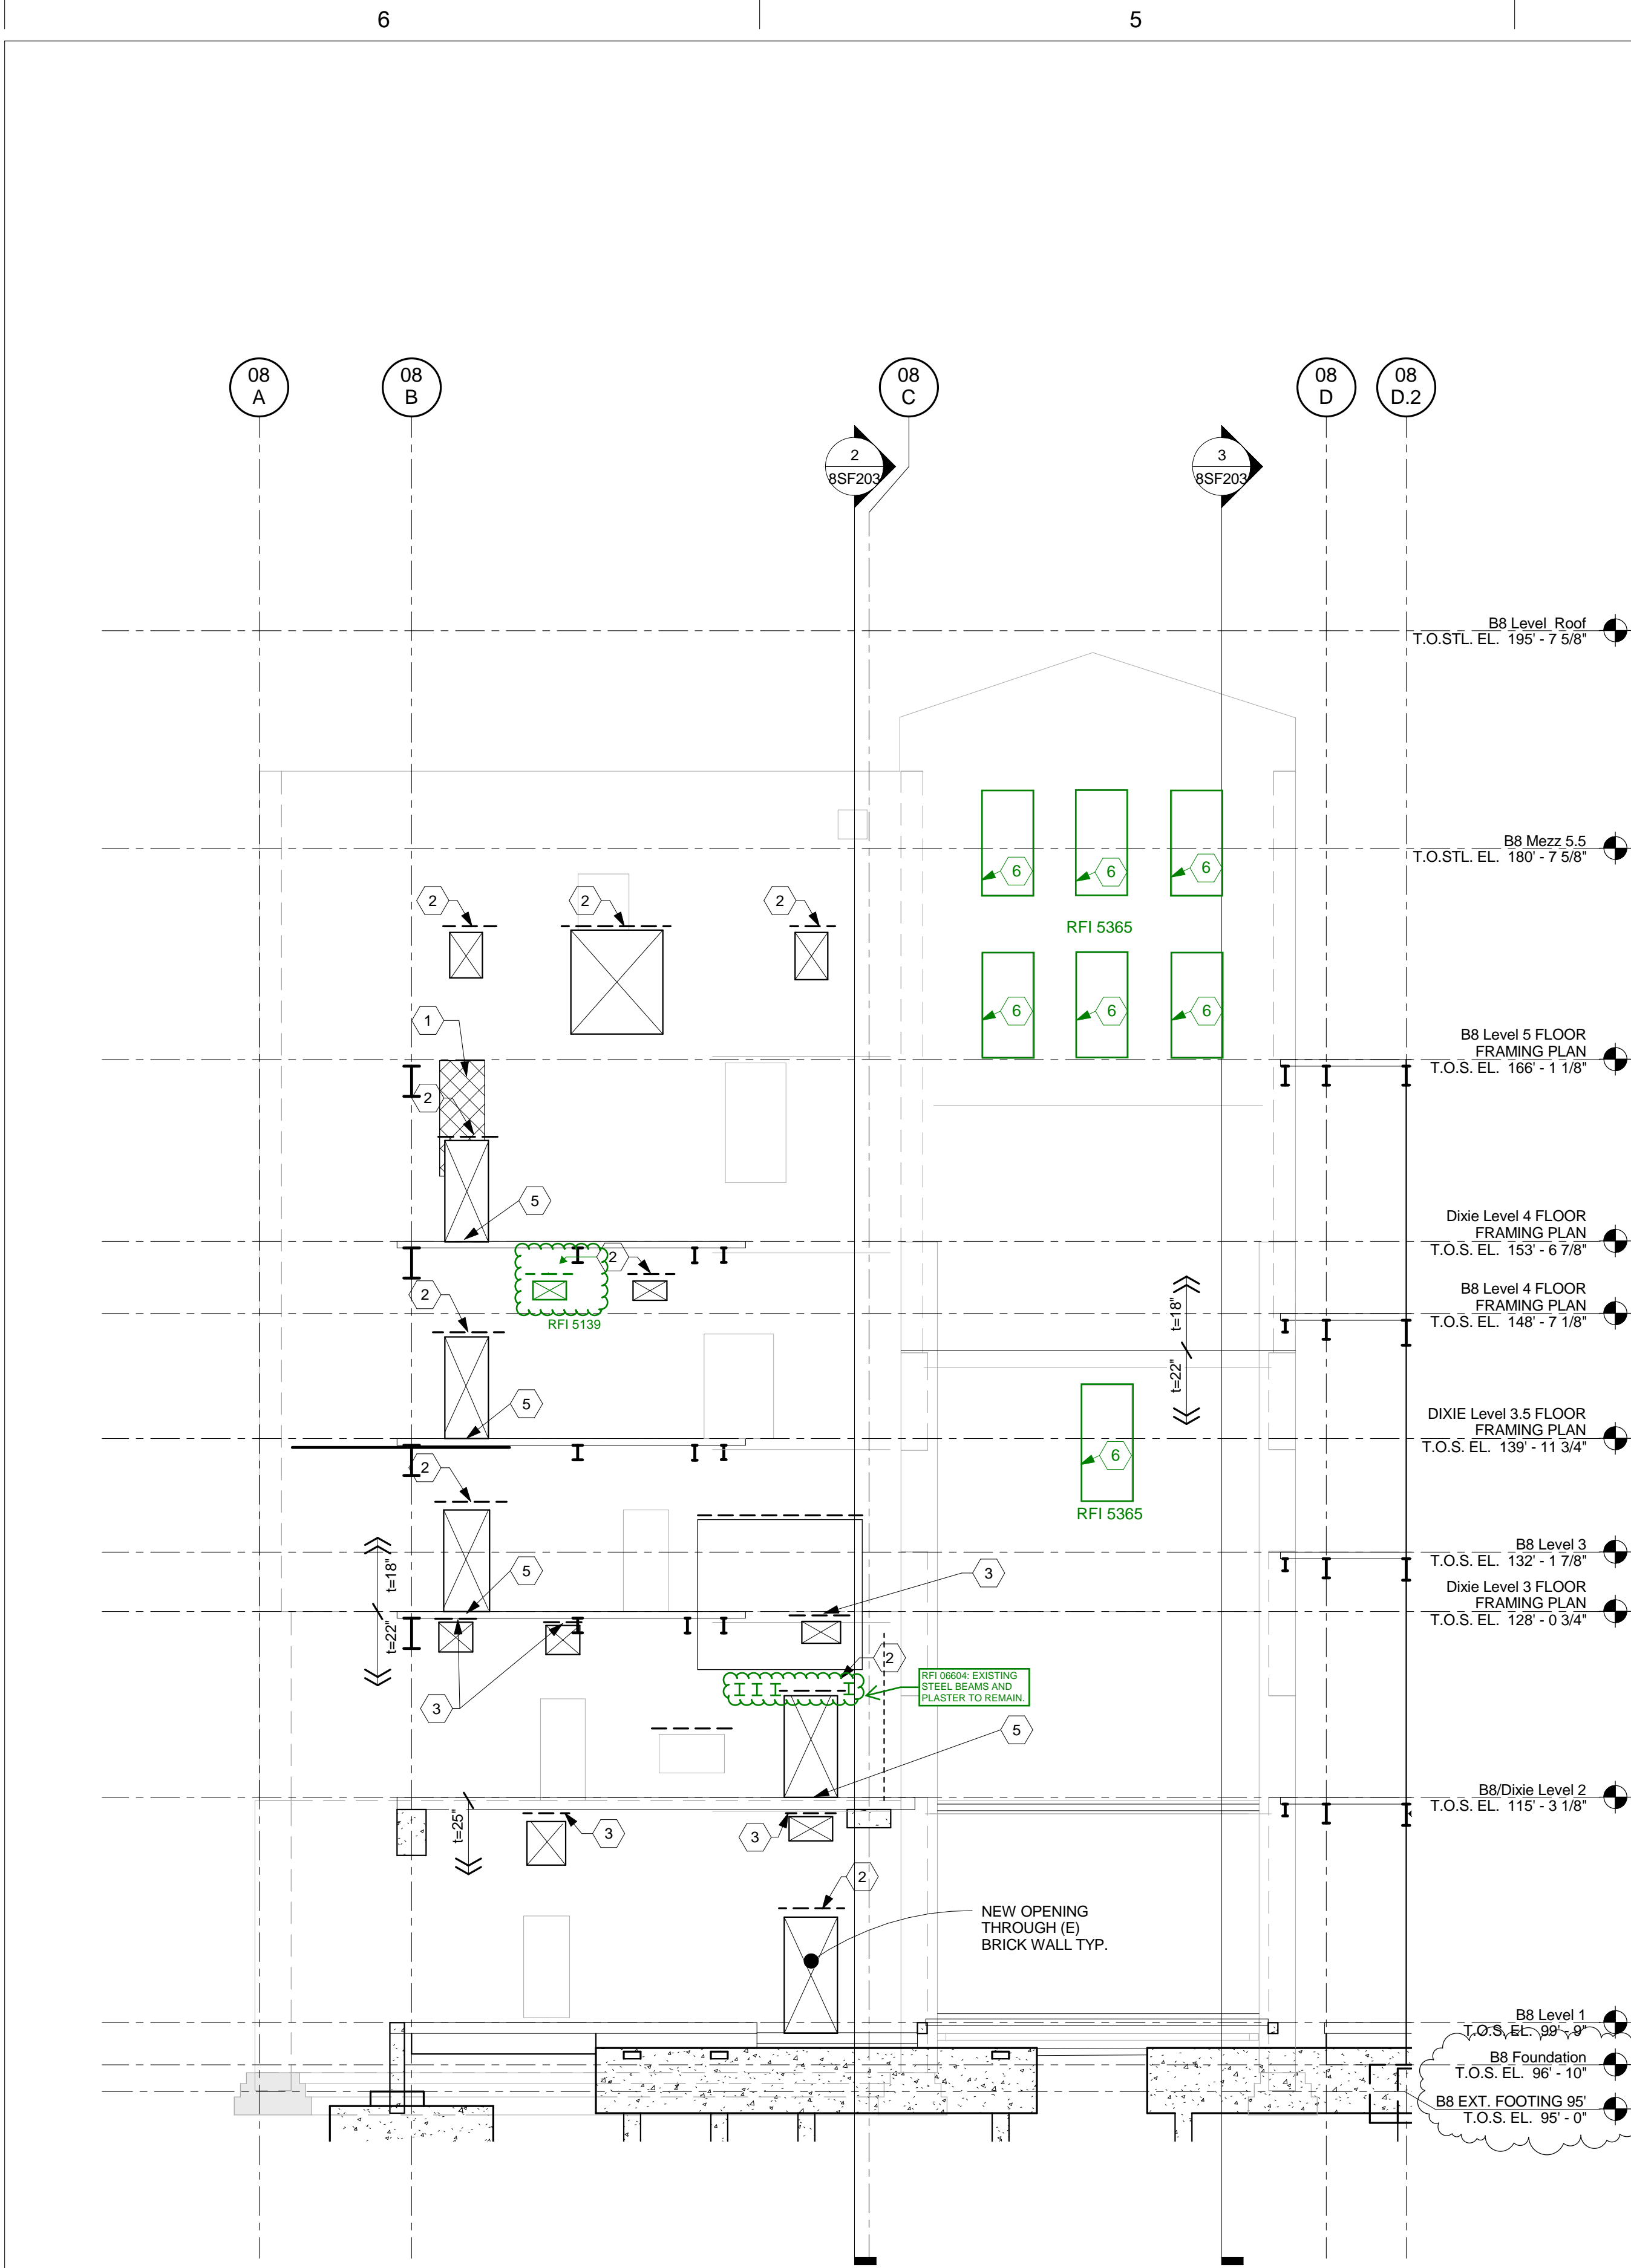 6
5
08
A
08
B
08
C
08
D
08
D.2
2
8SF203
3
8SF203
B8 Level  Roof
T.O.STL. EL.  195' - 7 5/8"
B8 Mezz 5.5
T.O.STL. EL.  180' - 7 5/8"
6
6
6
2
2
2
RFI 5365
6
6
6
1
B8 Level 5 FLOOR
FRAMING PLAN
T.O.S. EL.  166' - 1 1/8"
2
5
Dixie Level 4 FLOOR
FRAMING PLAN
T.O.S. EL.  153' - 6 7/8"
2
RFI 5139
2
B8 Level 4 FLOOR
FRAMING PLAN
T.O.S. EL.  148' - 7 1/8"
t=18"
t=22"
5
DIXIE Level 3.5 FLOOR
FRAMING PLAN
T.O.S. EL.  139' - 11 3/4"
6
2
RFI 5365
B8 Level 3
T.O.S. EL.  132' - 1 7/8"
t=18"
t=22"
5
3
Dixie Level 3 FLOOR
FRAMING PLAN
T.O.S. EL.  128' - 0 3/4"
2
RFI 06604: EXISTING
STEEL BEAMS AND
PLASTER TO REMAIN.
3
5
B8/Dixie Level 2
T.O.S. EL.  115' - 3 1/8"
t=25"
3
3
2
NEW OPENING
THROUGH (E)
BRICK WALL TYP.
B8 Level 1
T.O.S. EL.  99' - 9"
B8 Foundation
T.O.S. EL.  96' - 10"
B8 EXT. FOOTING 95'
T.O.S. EL.  95' - 0"